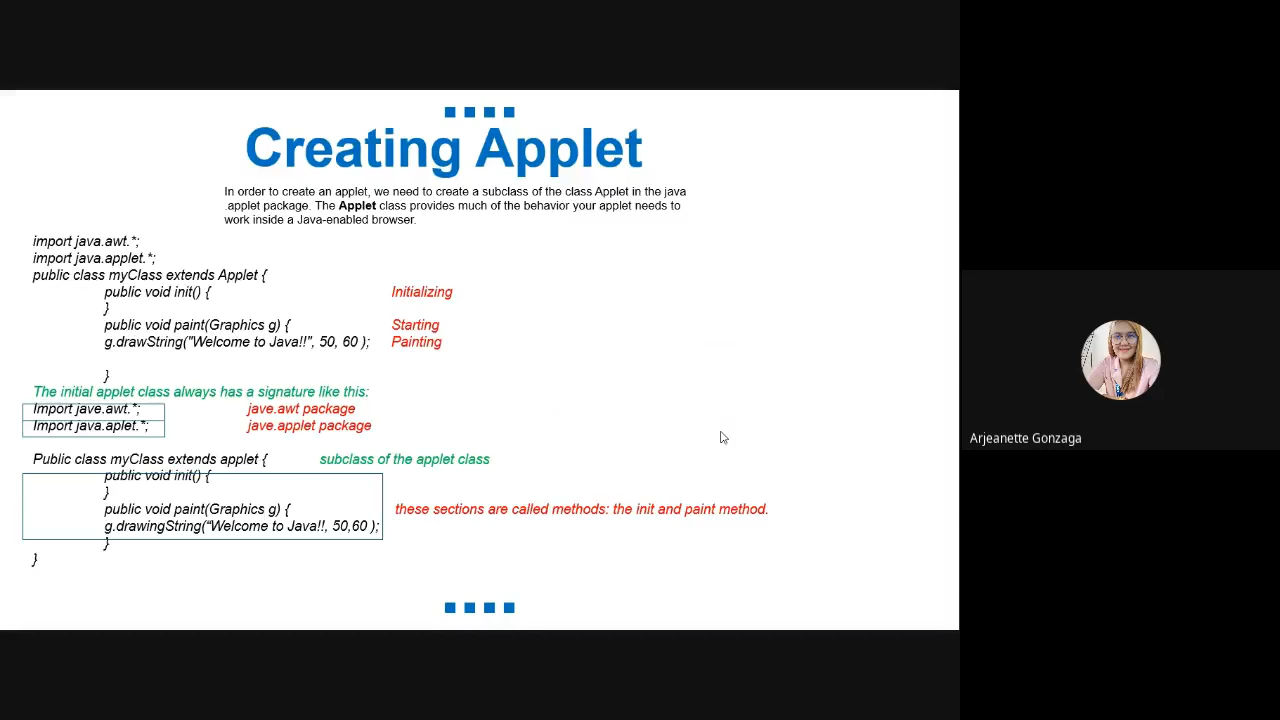 Creating Applet
In order to create an applet, we need to create a subclass of the class Applet in the java
.applet package. The Applet class provides much of the behavior your applet needs to
work inside a Java-enabled browser.
import java.awt.*;
import java.applet.*;
public class myClass extends Applet {
public void init() { Initializing
}
public void paint(Graphics g) { Starting
g.drawString("Welcome to Java!!", 50, 60 ); Painting
}
The initial applet class always has a signature like this:
Import jave.awt.*; jave.awt package
Import java.aplet.*; jave.applet package
Public class myClass extends applet { subclass of the applet class
public void init() {
}
public void paint(Graphics g) { these sections are called methods: the init and paint method.
g.drawingString("Welcome to Java!!, 50,60 );
}
}
Arjeanette Gonzaga